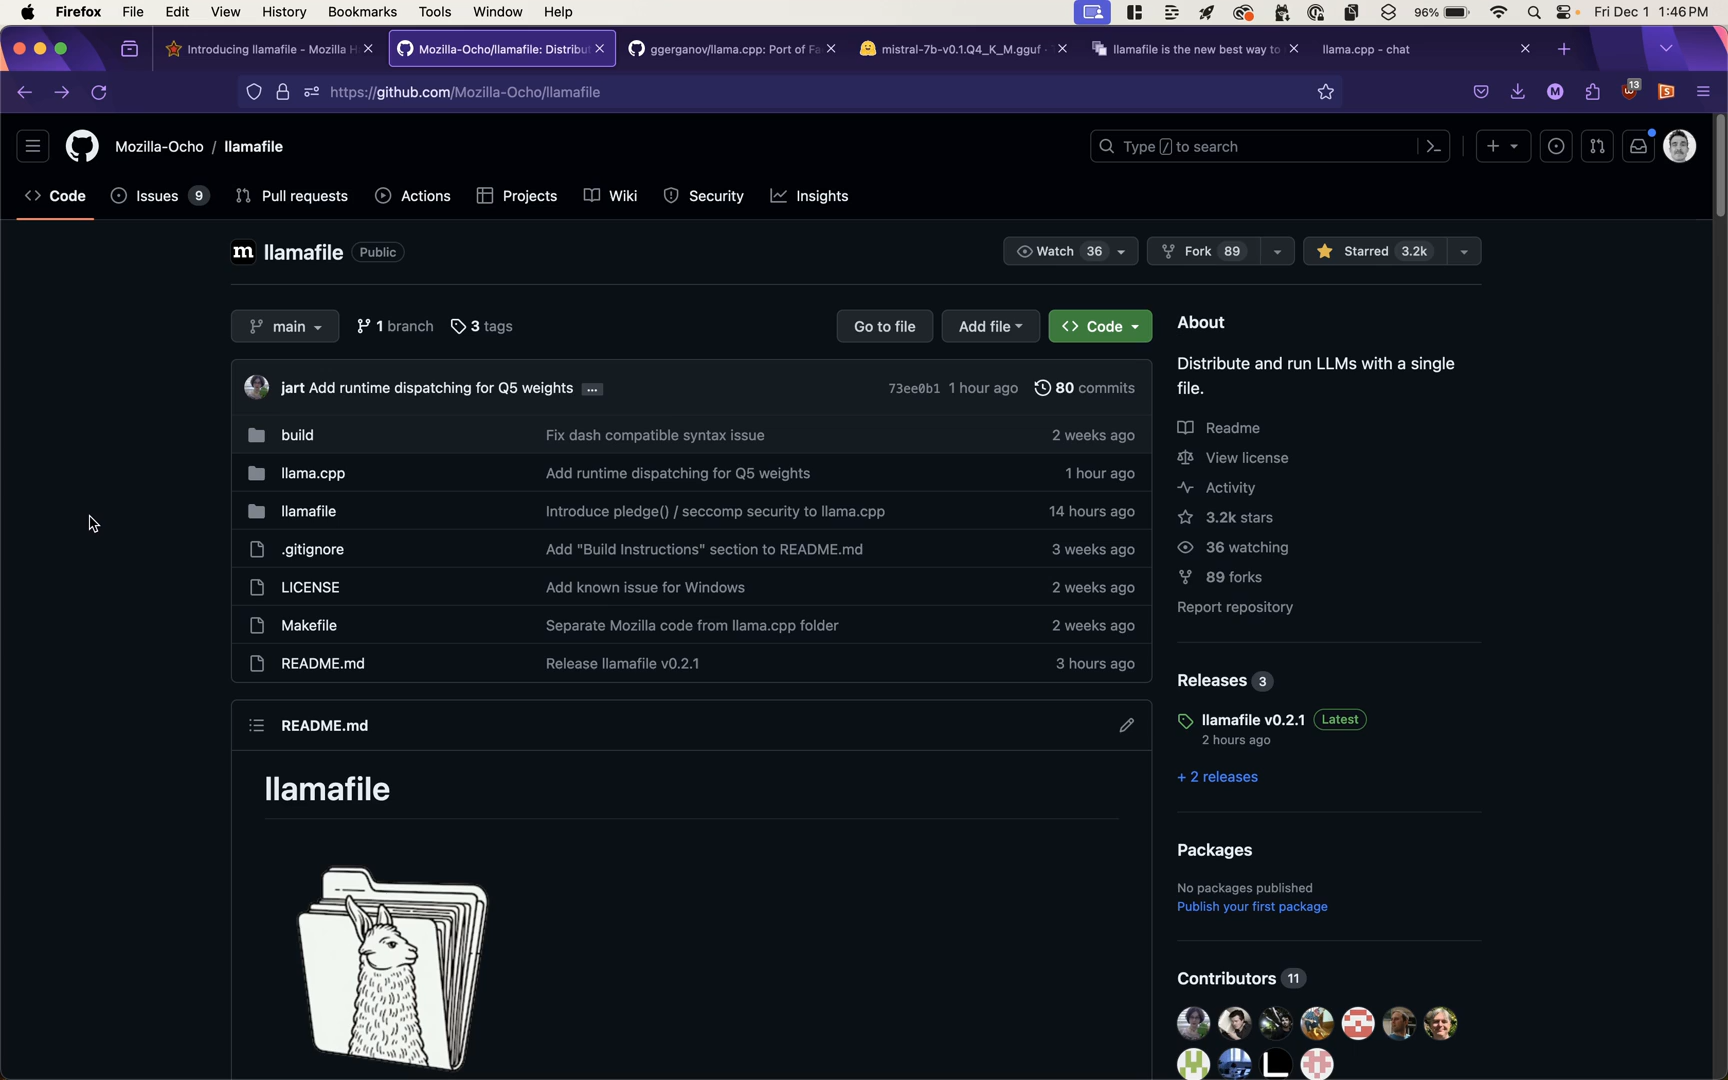 Firefox File Edit View History Bookmarks Tools Window Help 96% Fri Dec 1 1:46 PM
Introducing llamafile - Mozilla H
Mozilla-Ocho/llamafile: Distribut
ggerganov/llama.cpp: Port of Fa
mistral-7b-v0.1.Q4_K_M.gguf ·
llamafile is the new best way to
llama.cpp - chat
https://github.com/Mozilla-Ocho/llamafile
13
Mozilla-Ocho / llamafile
Type / to search
Code Issues 9 Pull requests Actions Projects Wiki Security Insights
m llamafile Public
Watch 36 Fork 89 Starred 3.2k
main 1 branch 3 tags
Go to file Add file Code
jart Add runtime dispatching for Q5 weights ... 73ee0b1 1 hour ago 80 commits
build Fix dash compatible syntax issue 2 weeks ago
llama.cpp Add runtime dispatching for Q5 weights 1 hour ago
llamafile Introduce pledge() / seccomp security to llama.cpp 14 hours ago
.gitignore Add "Build Instructions" section to README.md 3 weeks ago
LICENSE Add known issue for Windows 2 weeks ago
Makefile Separate Mozilla code from llama.cpp folder 2 weeks ago
README.md Release llamafile v0.2.1 3 hours ago
README.md
llamafile
About
Distribute and run LLMs with a single
file.
Readme
View license
Activity
3.2k stars
36 watching
89 forks
Report repository
Releases 3
llamafile v0.2.1 Latest
2 hours ago
+ 2 releases
Packages
No packages published
Publish your first package
Contributors 11